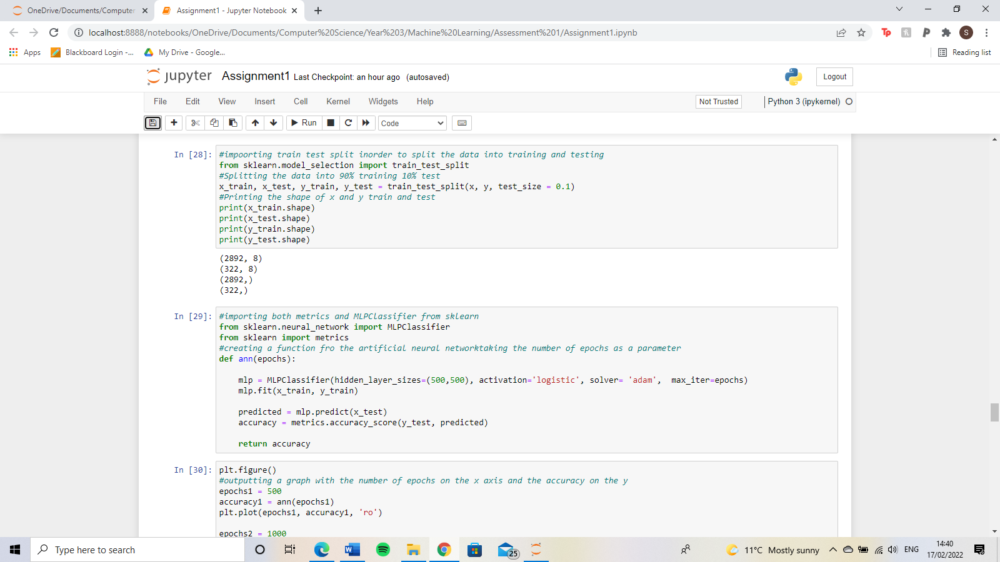 OneDrive/Documents/Computer
Assignment1 - Jupyter Notebook
localhost:8888/notebooks/OneDrive/Documents/Computer%20Science/Year%203/Machine%20Learning/Assessment%201/Assignment1.ipynb
Tp
S
Apps
Blackboard Login -...
My Drive - Google...
Reading list
jupyter Assignment1 Last Checkpoint: an hour ago (autosaved)
Logout
File Edit View Insert Cell Kernel Widgets Help
Not Trusted
Python 3 (ipykernel)
Run
Code
In [28]: #impoorting train test split inorder to split the data into training and testing
from sklearn.model_selection import train_test_split
#Splitting the data into 90% training 10% test
x_train, x_test, y_train, y_test = train_test_split(x, y, test_size = 0.1)
#Printing the shape of x and y train and test
print(x_train.shape)
print(x_test.shape)
print(y_train.shape)
print(y_test.shape)
(2892, 8)
(322, 8)
(2892,)
(322,)
In [29]: #importing both metrics and MLPClassifier from sklearn
from sklearn.neural_network import MLPClassifier
from sklearn import metrics
#creating a function fro the artificial neural networktaking the number of epochs as a parameter
def ann(epochs):
mlp = MLPClassifier(hidden_layer_sizes=(500,500), activation='logistic', solver= 'adam',  max_iter=epochs)
mlp.fit(x_train, y_train)
predicted = mlp.predict(x_test)
accuracy = metrics.accuracy_score(y_test, predicted)
return accuracy
In [30]: plt.figure()
#outputting a graph with the number of epochs on the x axis and the accuracy on the y
epochs1 = 500
accuracy1 = ann(epochs1)
plt.plot(epochs1, accuracy1, 'ro')
epochs2 = 1000
Type here to search
W
25
11°C Mostly sunny
ENG
14:40
17/02/2022